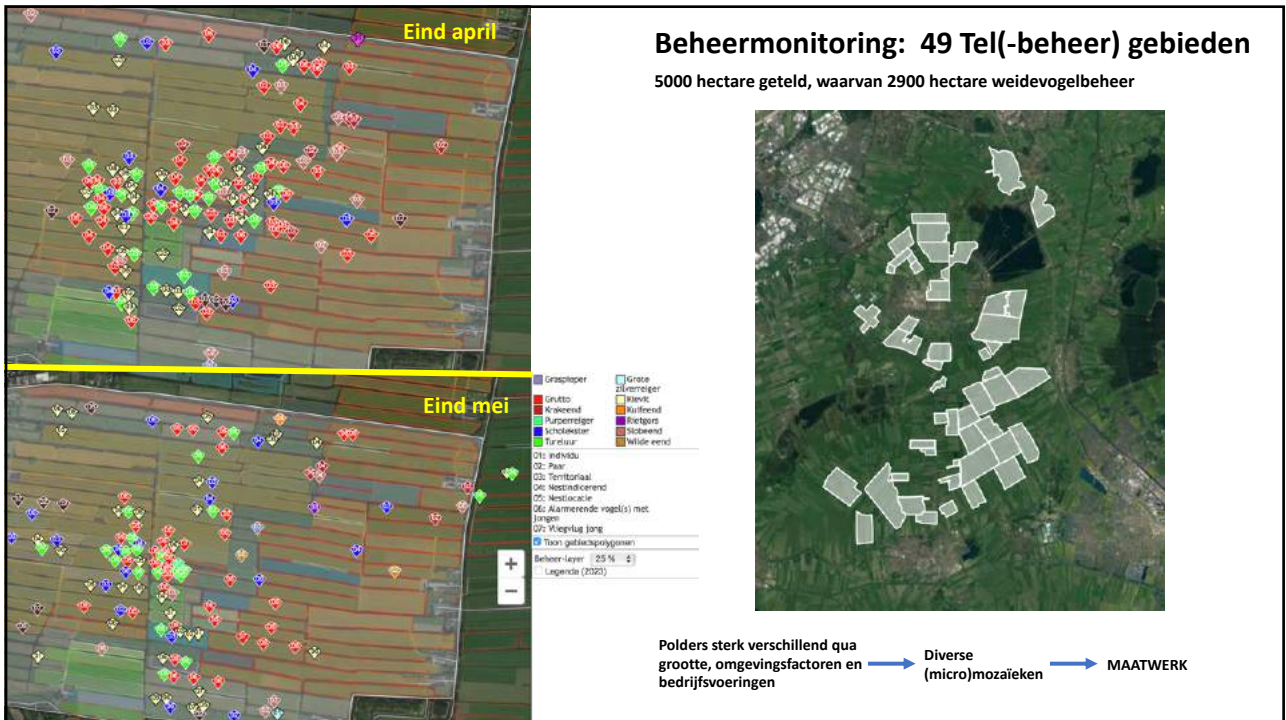 Eind april
Eind mei
Beheermonitoring: 49 Tel(-beheer) gebieden
5000 hectare geteld, waarvan 2900 hectare weidevogelbeheer
Graspieper
Grote
zilverreiger
Grutto
Kievit
Krakeend
Kuifeend
Purperreiger
Rietgors
Scholekster
Slobeend
Tureluur
Wilde eend
01: Individu
02: Paar
03: Territoriaal
04: Nestindicerend
05: Nestlocatie
06: Alarmerende vogel(s) met
jongen
07: Vliegvlug jong
Toon gebiedspolygonen
Beheer-layer 25 %
Legenda (2023)
+
−
Polders sterk verschillend qua
grootte, omgevingsfactoren en
bedrijfsvoeringen
Diverse
(micro)mozaïeken
MAATWERK